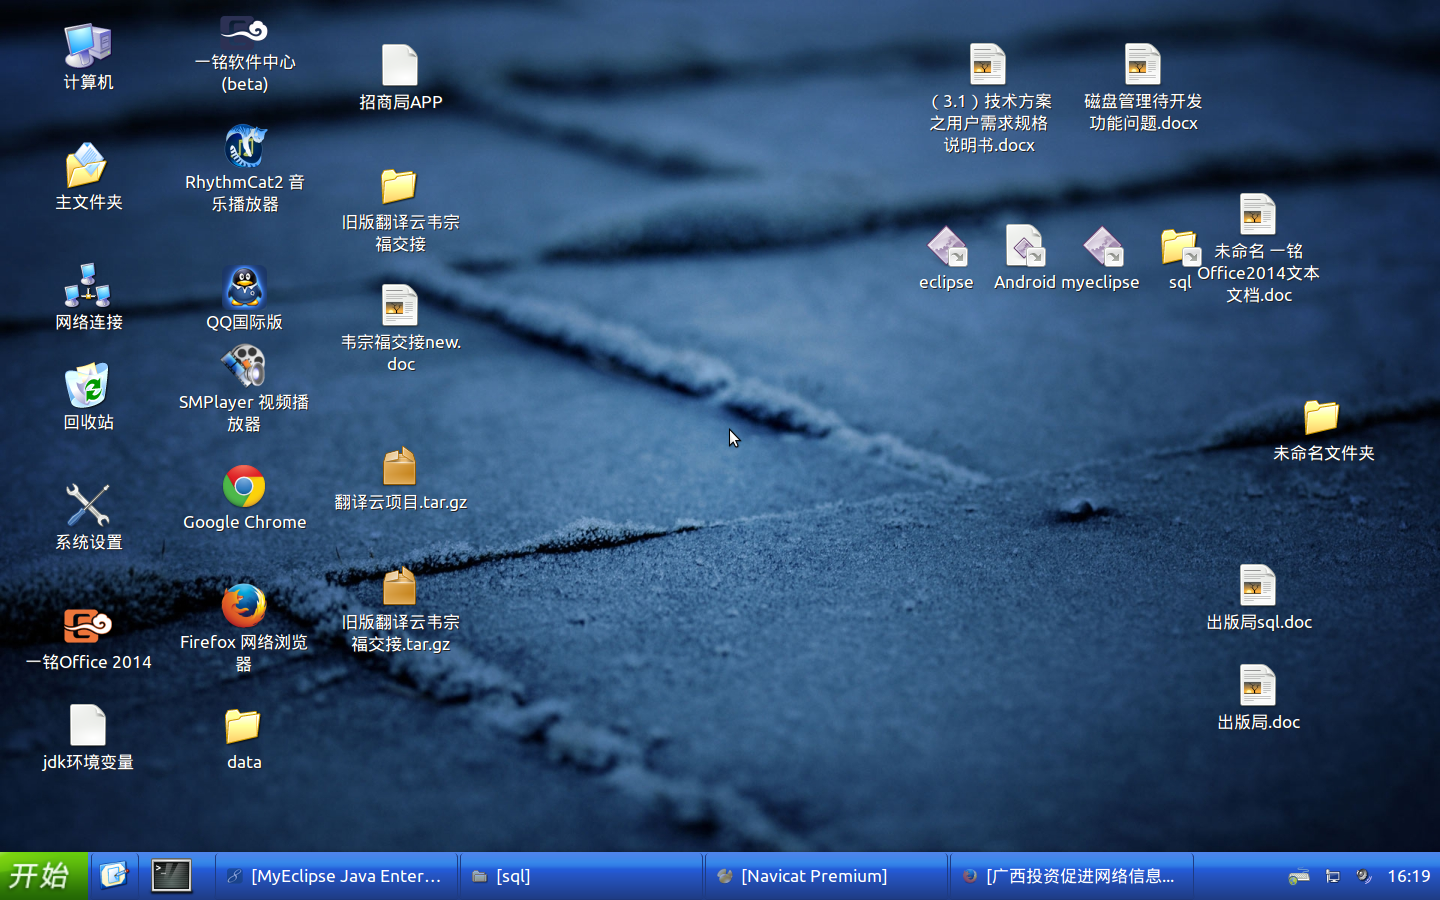 计算机
主文件夹
网络连接
回收站
系统设置
一铭Office 2014
jdk环境变量
一铭软件中心
(beta)
RhythmCat2 音
乐播放器
QQ国际版
SMPlayer 视频播
放器
Google Chrome
Firefox 网络浏览
器
data
招商局APP
旧版翻译云韦宗
福交接
韦宗福交接new.
doc
翻译云项目.tar.gz
旧版翻译云韦宗
福交接.tar.gz
（3.1）技术方案
之用户需求规格
说明书.docx
磁盘管理待开发
功能问题.docx
eclipse
Android
myeclipse
sql
未命名 一铭
Office2014文本
文档.doc
未命名文件夹
出版局sql.doc
出版局.doc
开始
[MyEclipse Java Enter...
[sql]
[Navicat Premium]
[广西投资促进网络信息...
16:19